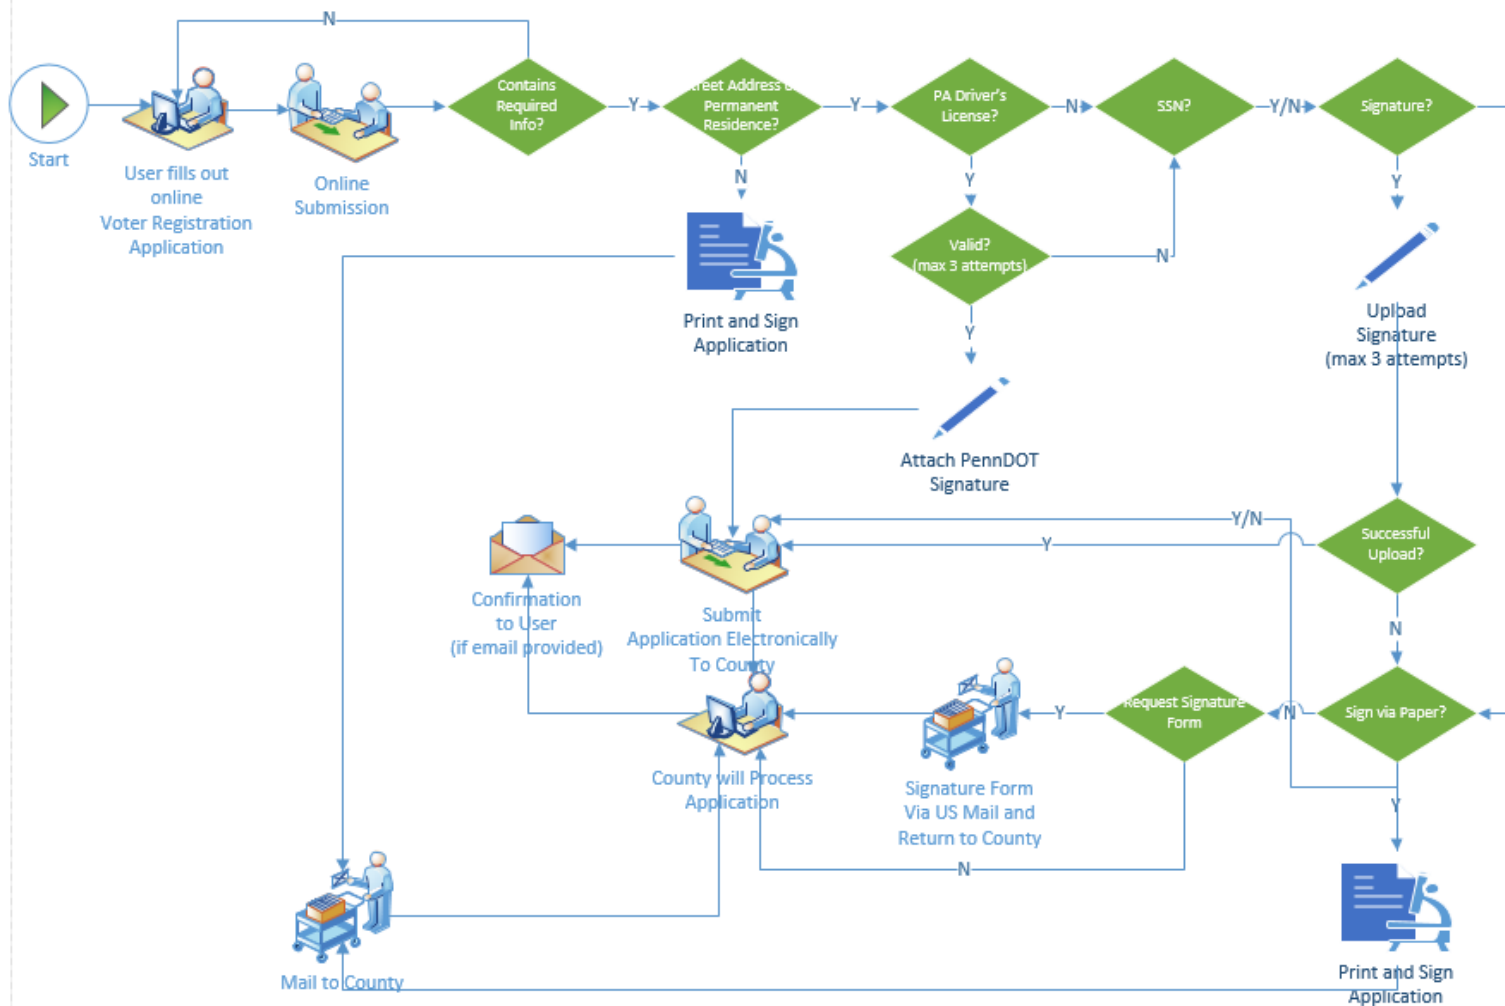 N
Start
User fills out
online
Voter Registration
Application
Online
Submission
Contains
Required
Info?
Y
reet Address o
Permanent
Residence?
Y
PA Driver's
License?
N
SSN?
Y/N
Signature?
N
Y
Y
Print and Sign
Application
Valid?
(max 3 attempts)
N
Y
Upload
Signature
(max 3 attempts)
Attach PennDOT
Signature
Y/N
Y
Successful
Upload?
N
Confirmation
to User
(if email provided)
Submit
Application Electronically
To County
County will Process
Application
Signature Form
Via US Mail and
Return to County
Y
Request Signature
Form
N
Sign via Paper?
Y
N
Mail to County
Print and Sign
Application